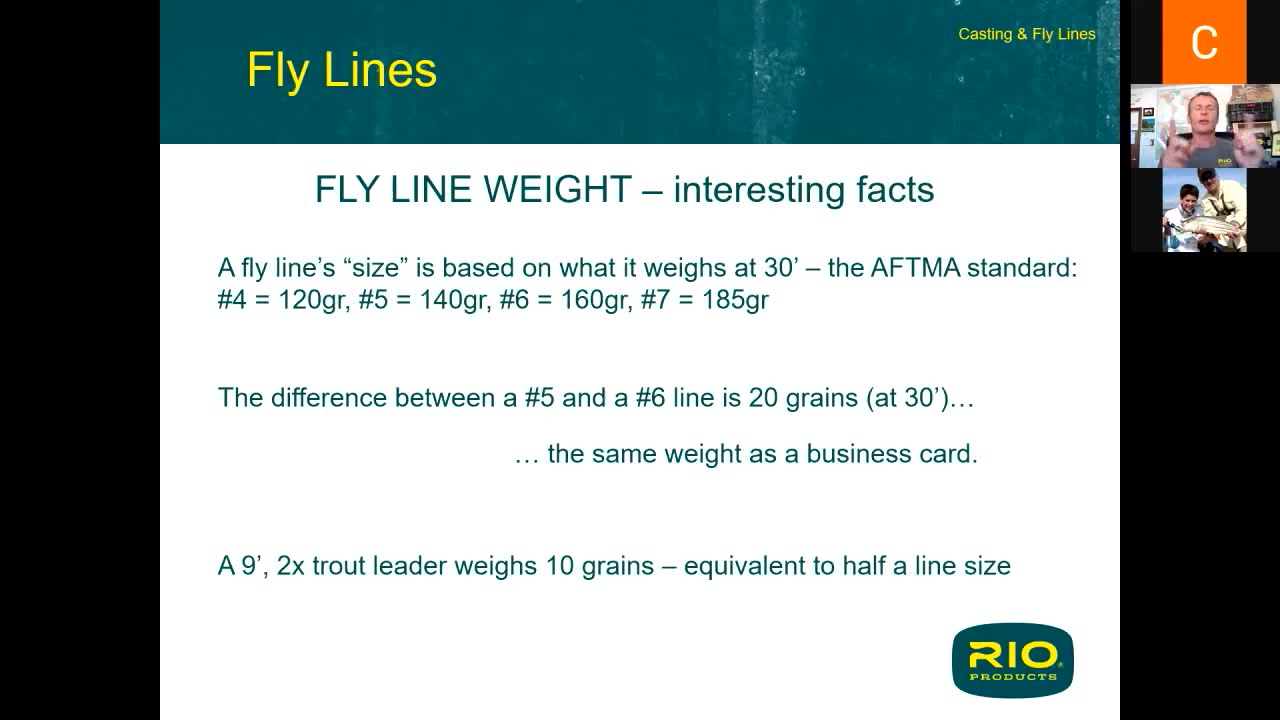 Casting & Fly Lines
Fly Lines
FLY LINE WEIGHT – interesting facts
A fly line’s “size” is based on what it weighs at 30’ – the AFTMA standard:
#4 = 120gr, #5 = 140gr, #6 = 160gr, #7 = 185gr
The difference between a #5 and a #6 line is 20 grains (at 30’)…
… the same weight as a business card.
A 9’, 2x trout leader weighs 10 grains – equivalent to half a line size
RIO®
PRODUCTS
C
RIO